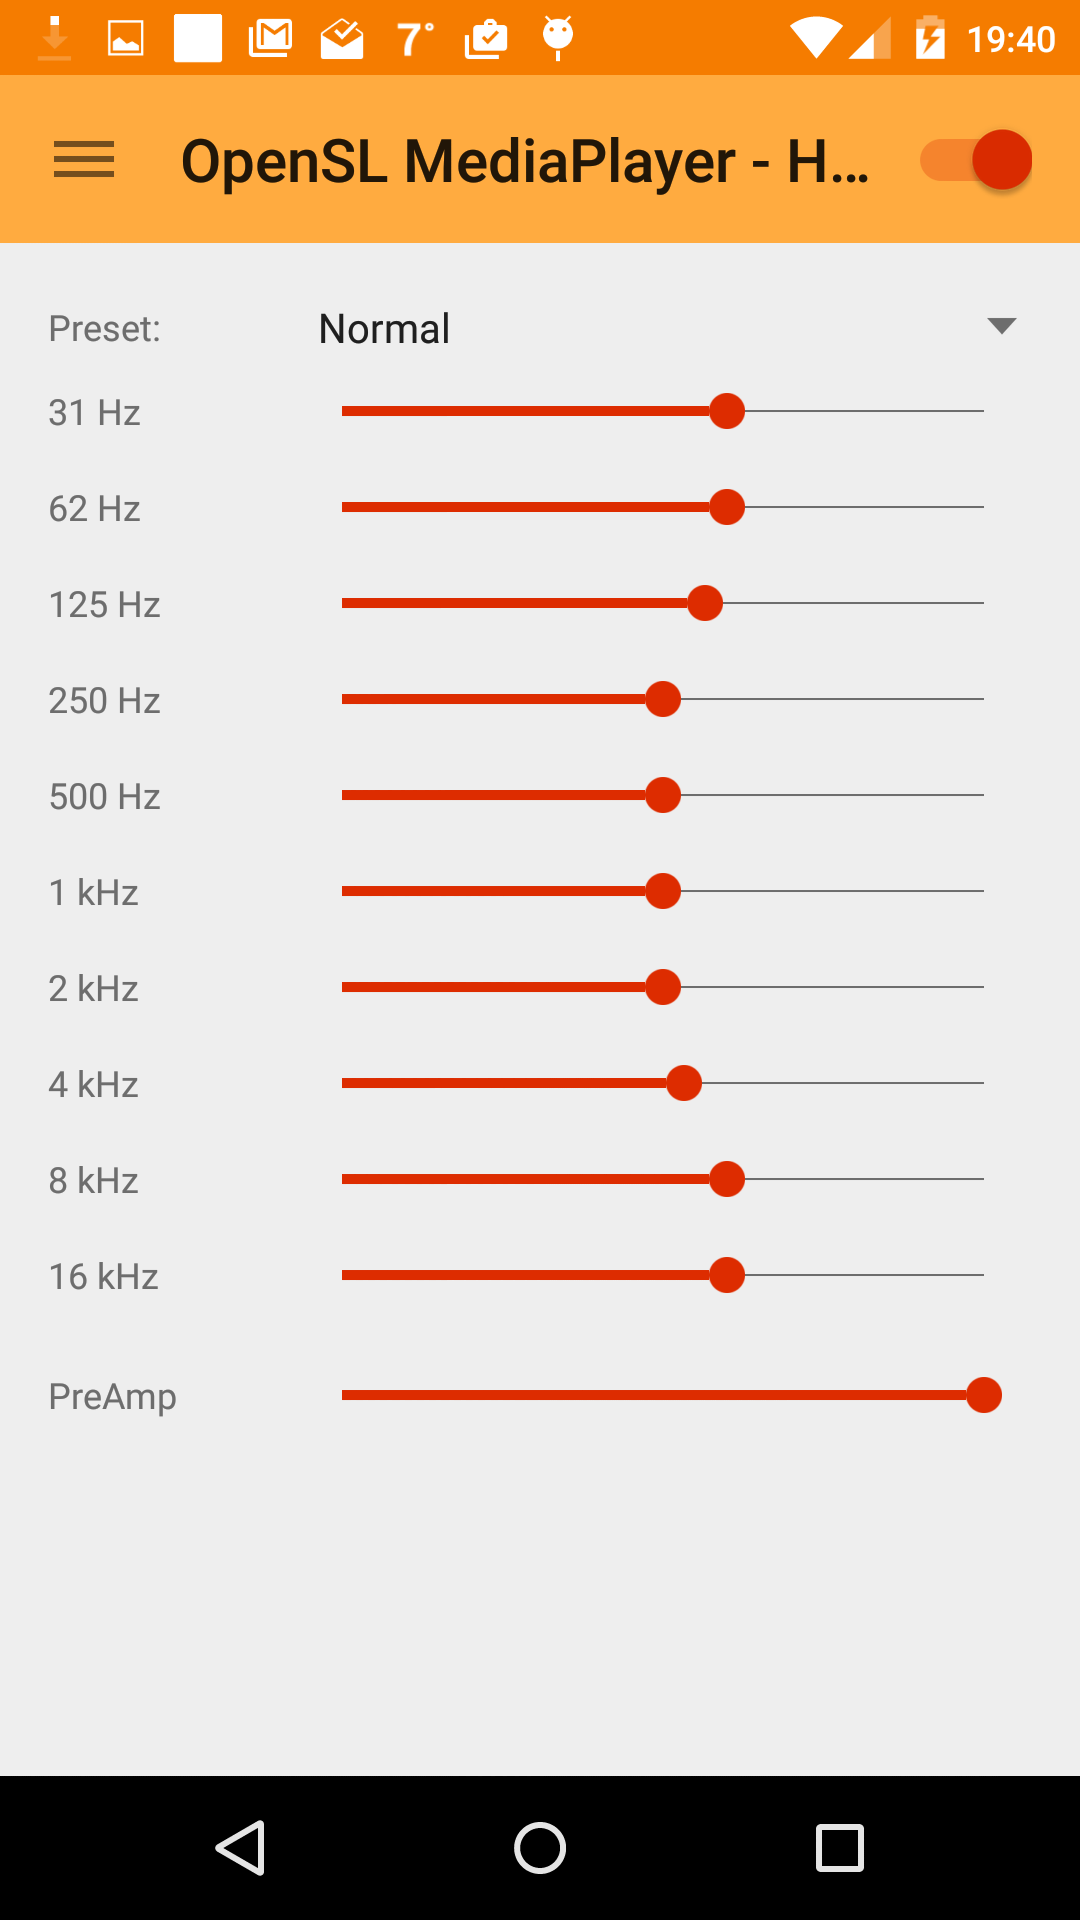 7° 19:40
OpenSL MediaPlayer - H...
Preset: Normal
31 Hz
62 Hz
125 Hz
250 Hz
500 Hz
1 kHz
2 kHz
4 kHz
8 kHz
16 kHz
PreAmp